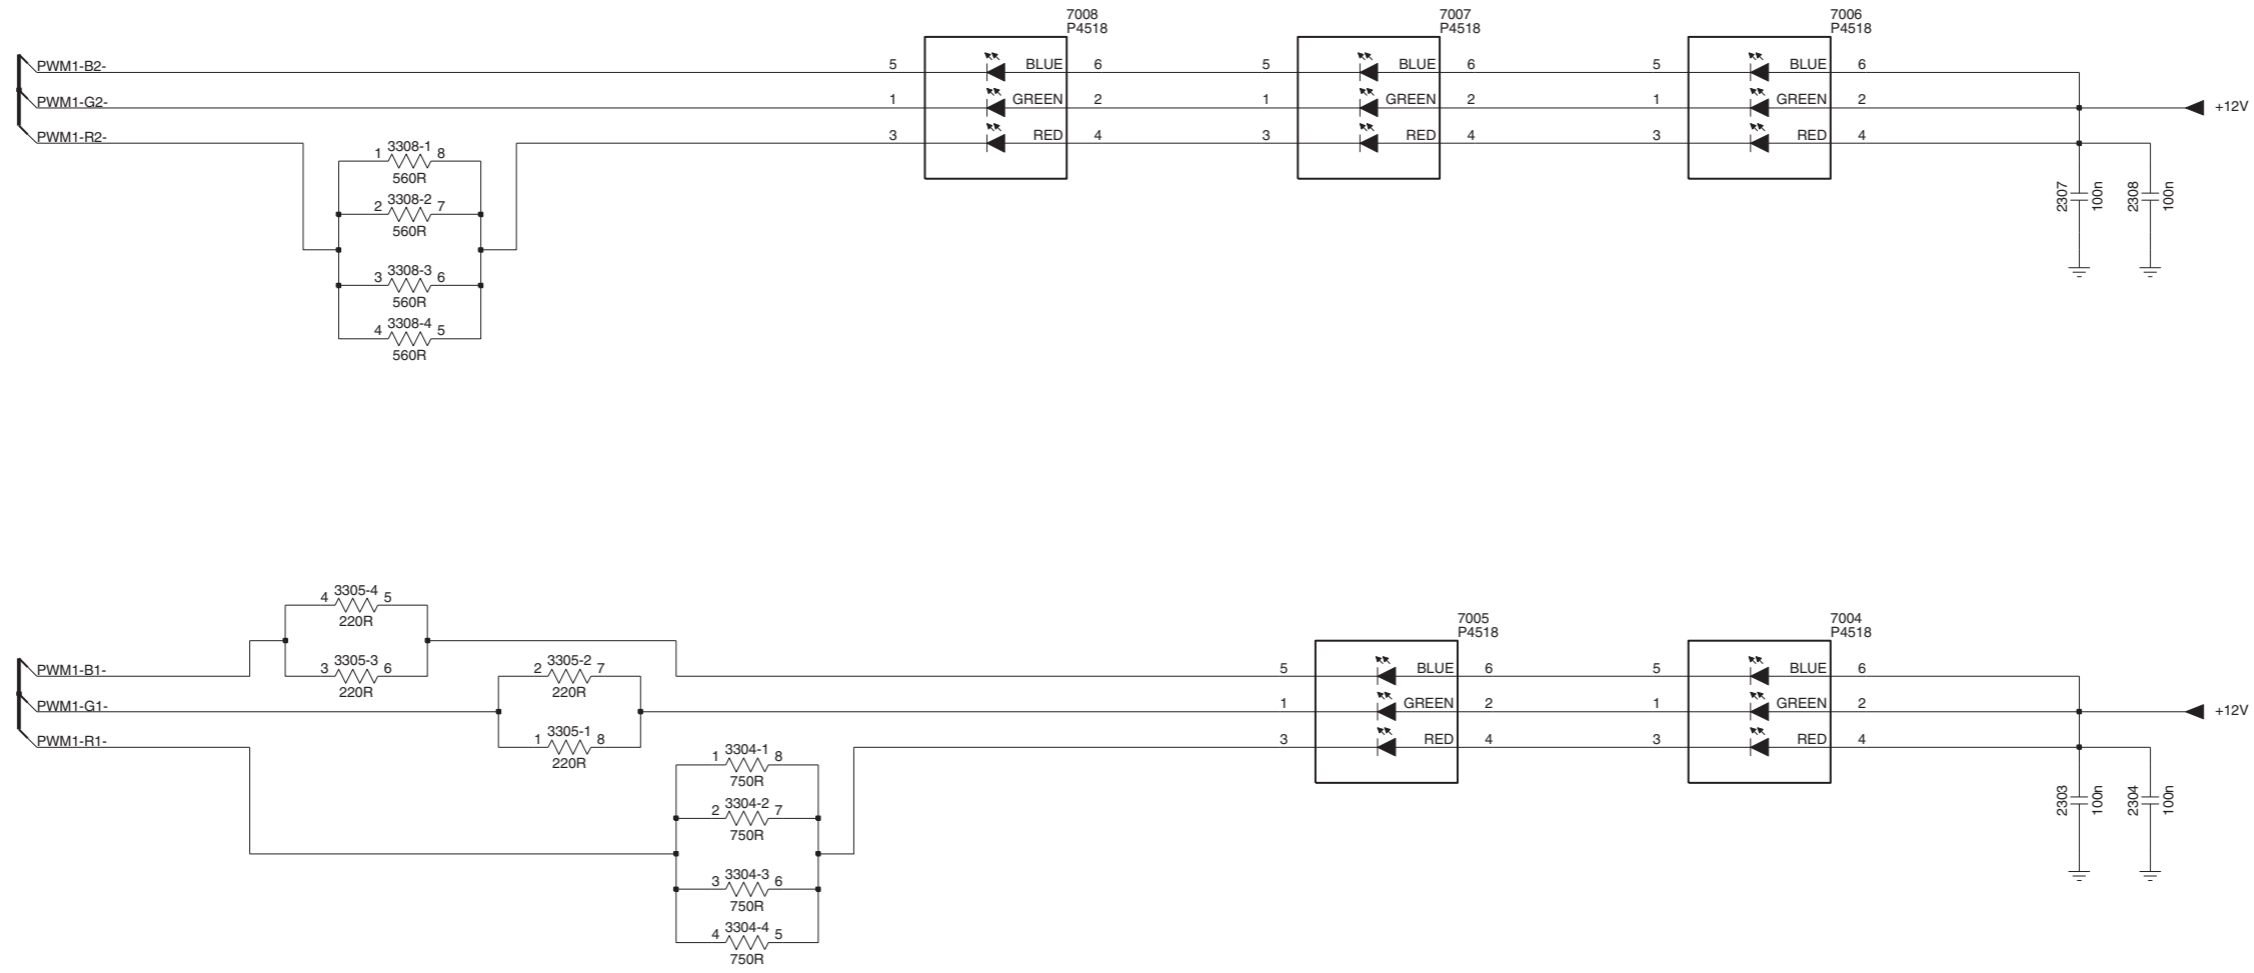 7008
P4518
7007
P4518
7006
P4518
PWM1-B2-
5
BLUE
6
5
BLUE
6
5
BLUE
6
PWM1-G2-
1
GREEN
2
1
GREEN
2
1
GREEN
2
+12V
PWM1-R2-
3
RED
4
3
RED
4
3
RED
4
1 3308-1 8
560R
2 3308-2 7
560R
3 3308-3 6
560R
4 3308-4 5
560R
2307
100n
2308
100n
7005
P4518
7004
P4518
4 3305-4 5
220R
3 3305-3 6
220R
PWM1-B1-
5
BLUE
6
5
BLUE
6
2 3305-2 7
220R
PWM1-G1-
1
GREEN
2
1
GREEN
2
+12V
1 3305-1 8
220R
PWM1-R1-
3
RED
4
3
RED
4
1 3304-1 8
750R
2 3304-2 7
750R
3 3304-3 6
750R
4 3304-4 5
750R
2303
100n
2304
100n